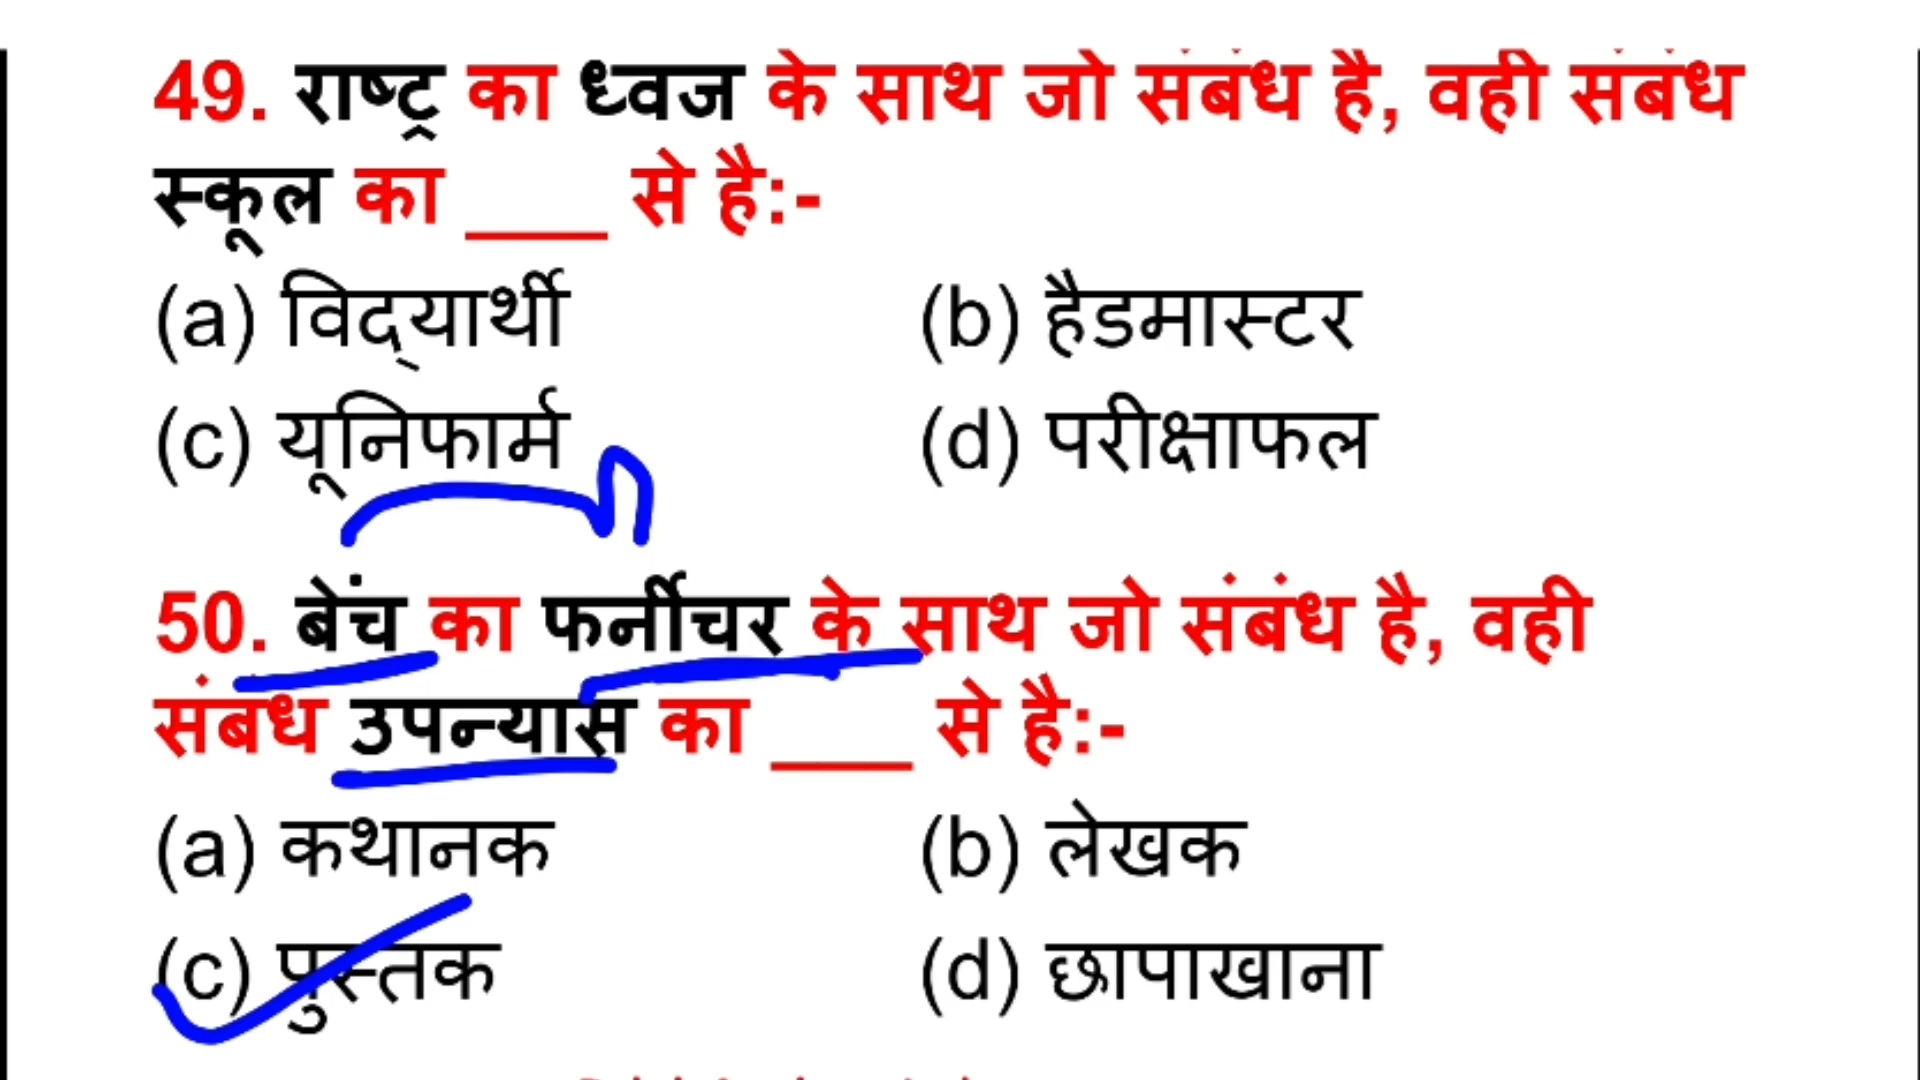 49. राष्ट्र का ध्वज के साथ जो संबंध है, वही संबंध
स्कूल का ___ से है:-
(a) विद्यार्थी (b) हैडमास्टर
(c) यूनिफार्म (d) परीक्षाफल
50. बेंच का फर्नीचर के साथ जो संबंध है, वही
संबंध उपन्यास का ___ से है:-
(a) कथानक (b) लेखक
(c) पुस्तक (d) छापाखाना